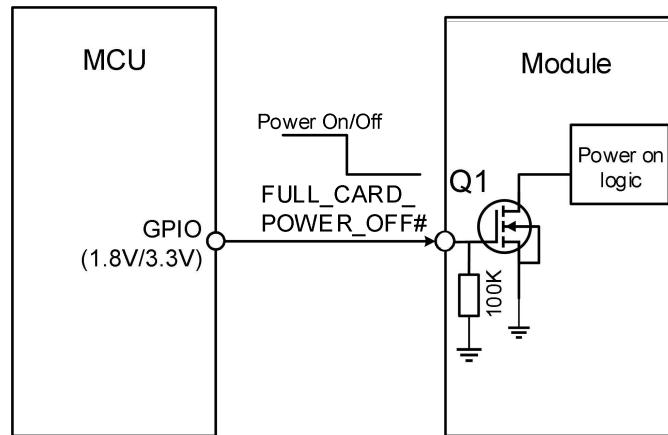 MCU
Module
Power On/Off
Power on
logic
Q1
FULL_CARD_
POWER_OFF#
GPIO
(1.8V/3.3V)
100K